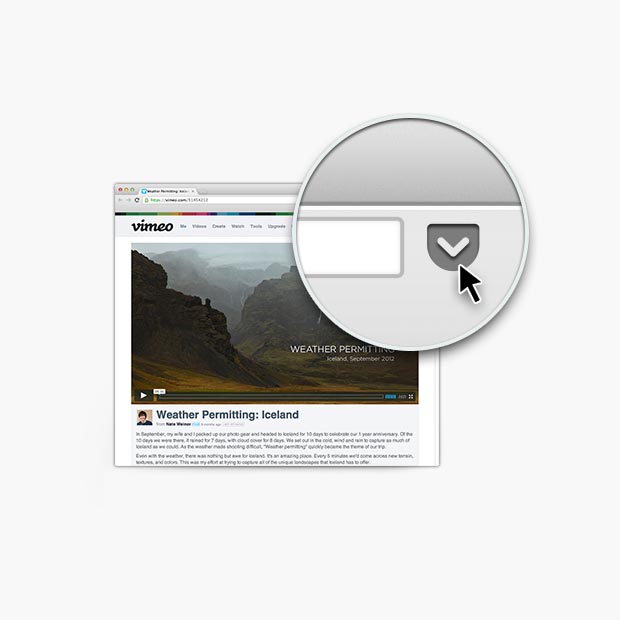 Weather Permitting: Icelan
https://vimeo.com/51454212
vimeo Me Videos Create Watch Tools Upgrade
WEATHER PERMITTING
Iceland, September 2012
HD
Weather Permitting: Iceland
from Nate Weiner
In September, my wife and I packed up our photo gear and headed to Iceland for 10 days to celebrate our 1 year anniversary. Of the
10 days we were there, it rained for 7 days, with cloud cover for 8 days. We set out in the cold, wind and rain to capture as much of
Iceland as we could. As the weather made shooting difficult, "Weather permitting" quickly became the theme of our trip.
Even with the weather, there was nothing but awe for Iceland. It's an amazing place. Every 5 minutes we'd come across new terrain,
textures, and colors. This was my effort at trying to capture all of the unique landscapes that Iceland has to offer.